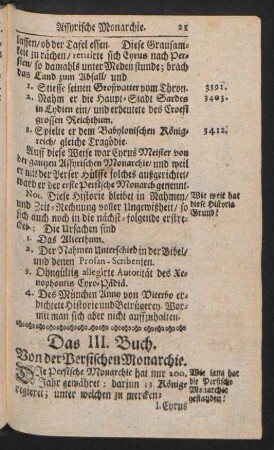 Assyrische Monarchie. 21
lassen/ob der Tafel essen. Diese Grausam-
keit zu rächen/ retirirte sich Cyrus nach Per-
sien/ so damahls unter Meden stunde; brach
das Land zum Abfall/ und
1. Stiesse seinen Großvatter vom Thron. 3391.
2. Nahm er die Haupt-Stadt Sardes 3403.
in Lydien ein/ und erbeutete des Croesi
grossen Reichthum.
3. Spielte er dem Babylonischen König- 3412.
reich/ gleiche Tragödie.
Auff diese Weise war Cyrus Meister von
der gantzen Assyrischen Monarchie/ und weil
er mit der Perser Hülffe solches außgerichtet/
ward er der erste Persische Monarch genennt.
Not. Diese Historie bleibet in Nahmen/ Wie weit hat
und Zeit-Rechnung voller Ungewißheit/ so diese Historia
sich auch noch in die nächst-folgende erstre- Grund?
cket: Die Ursachen sind
1. Das Alterthum.
2. Der Nahmen Unterschied in der Bibel/
und denen Profan-Scribenten.
3. Ohngültig allegirte Autorität des Xe-
nophontis Cyro-Pädiä.
4. Des München Anno von Viterbo er-
dichtete Historie und Betrügerey. Wor-
mit man sich aber nicht auffzuhalten.
Das III. Buch.
Von der Persischen Monarchie.
DIe Persische Monarchie hat nur 200. Wie lang hat
Jahr gewähret: darinn 13 Könige die Persische
regieret; unter welchen zu mercken: Monarchie
gestanden?
1. Cyrus